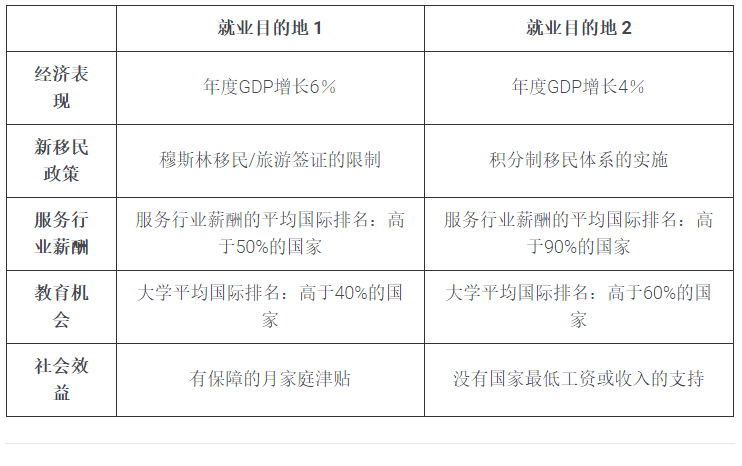 就业目的地 1
就业目的地 2
经济表
现
年度GDP增长6%
年度GDP增长4%
新移民
政策
穆斯林移民/旅游签证的限制
积分制移民体系的实施
服务行
业薪酬
服务行业薪酬的平均国际排名：高
于50%的国家
服务行业薪酬的平均国际排名：高
于90%的国家
教育机
会
大学平均国际排名：高于40%的国
家
大学平均国际排名：高于60%的国
家
社会效
益
有保障的月家庭津贴
没有国家最低工资或收入的支持